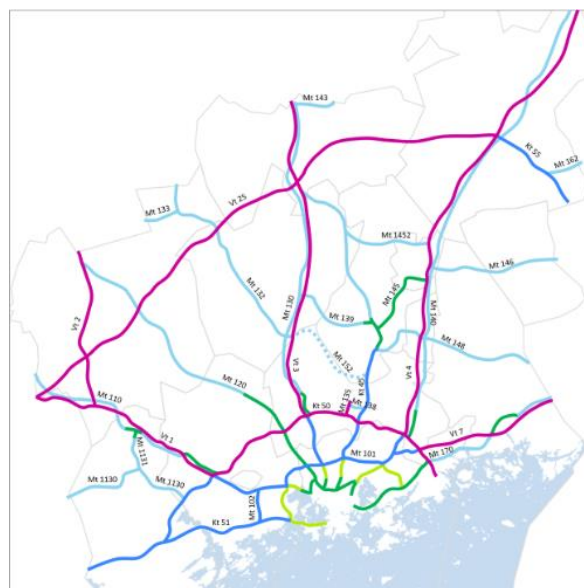 Mt 143
Kt 55
Mt 162
Mt 133
Vt 25
Mt 1452
Mt 146
Mt 132
Mt 130
Mt 145
Mt 140
Mt 139
Vt 2
Mt 152
Mt 148
Vt 3
Mt 120
Kt 45
Vt 4
Mt 110
Kt 50
Mt 135
Mt 138
Vt 1
Mt 1131
Mt 101
Vt 7
Mt 170
Mt 1130
Mt 1130
Mt 102
Kt 51